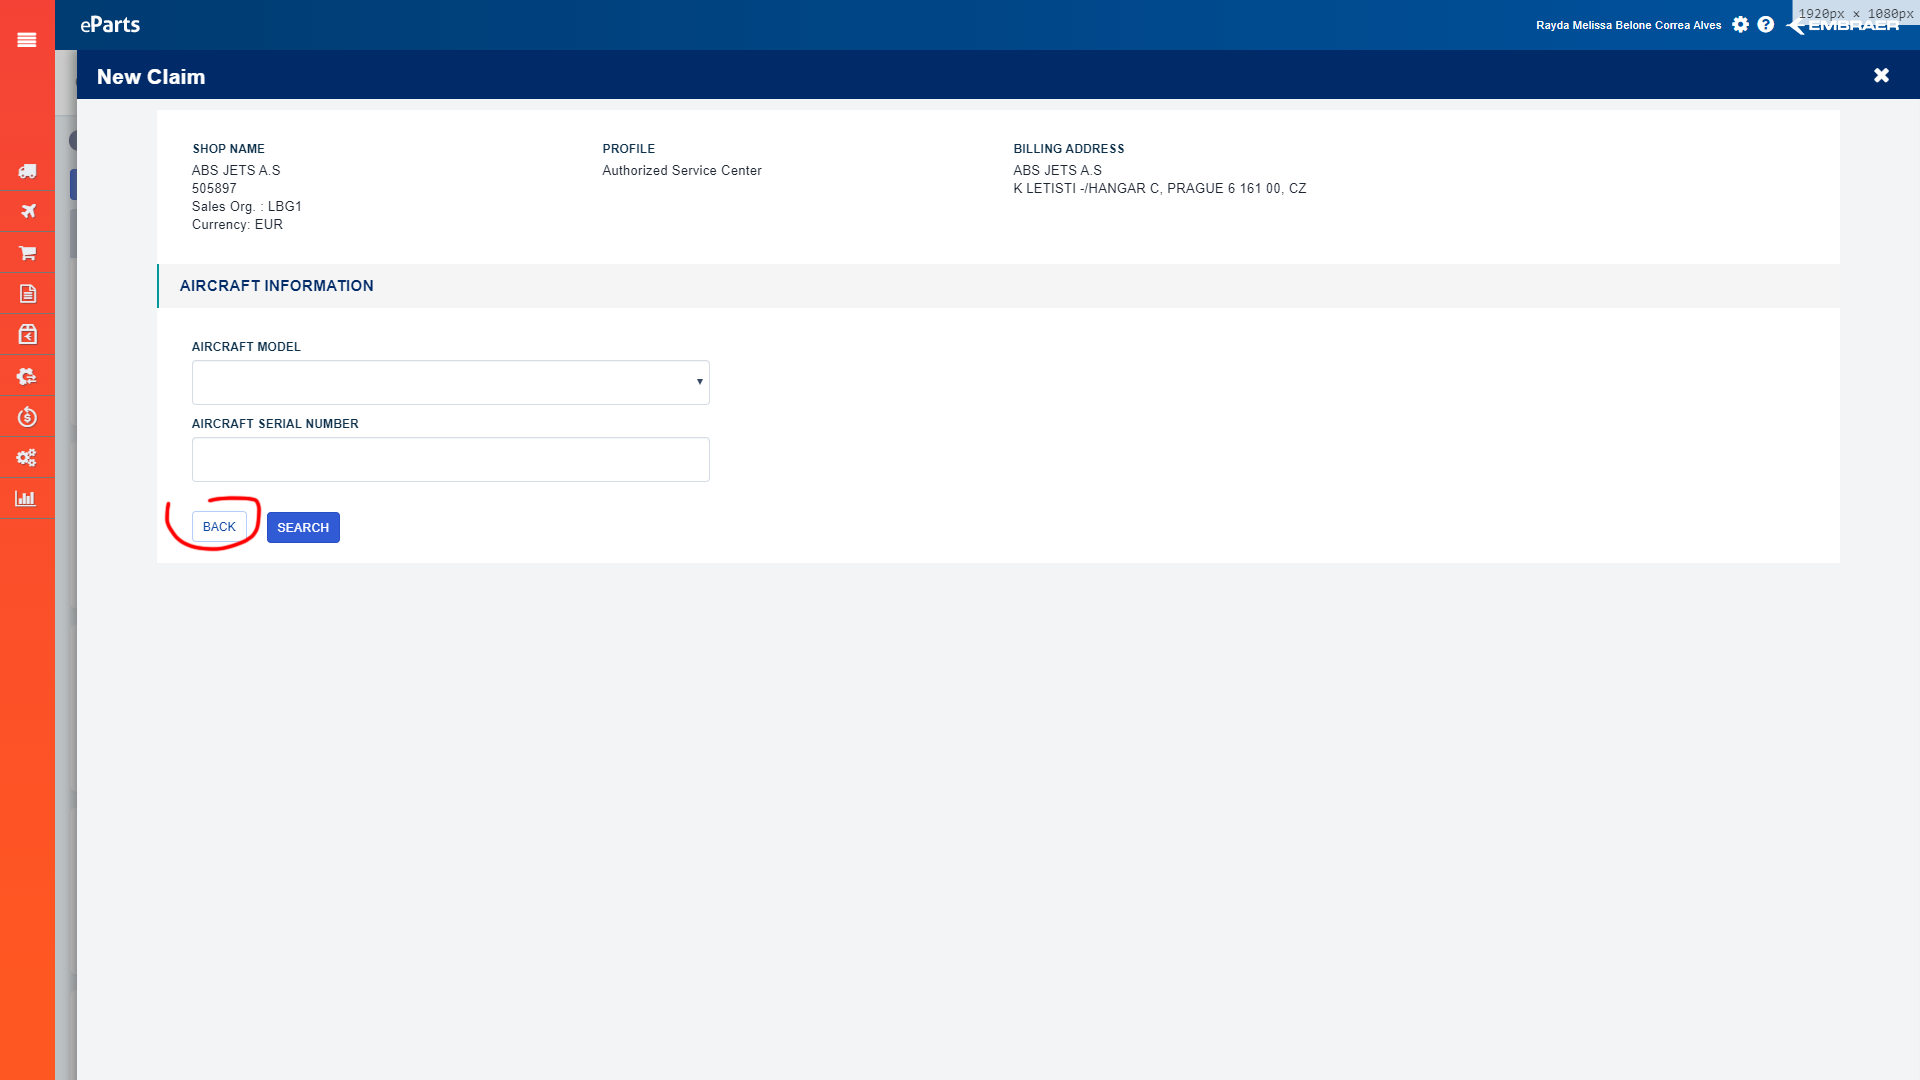 eParts
Rayda Melissa Belone Correa Alves
1920px × 1080px
EMBRAER
New Claim
SHOP NAME
ABS JETS A.S
505897
Sales Org. : LBG1
Currency: EUR
PROFILE
Authorized Service Center
BILLING ADDRESS
ABS JETS A.S
K LETISTI -/HANGAR C, PRAGUE 6 161 00, CZ
AIRCRAFT INFORMATION
AIRCRAFT MODEL
AIRCRAFT SERIAL NUMBER
BACK
SEARCH